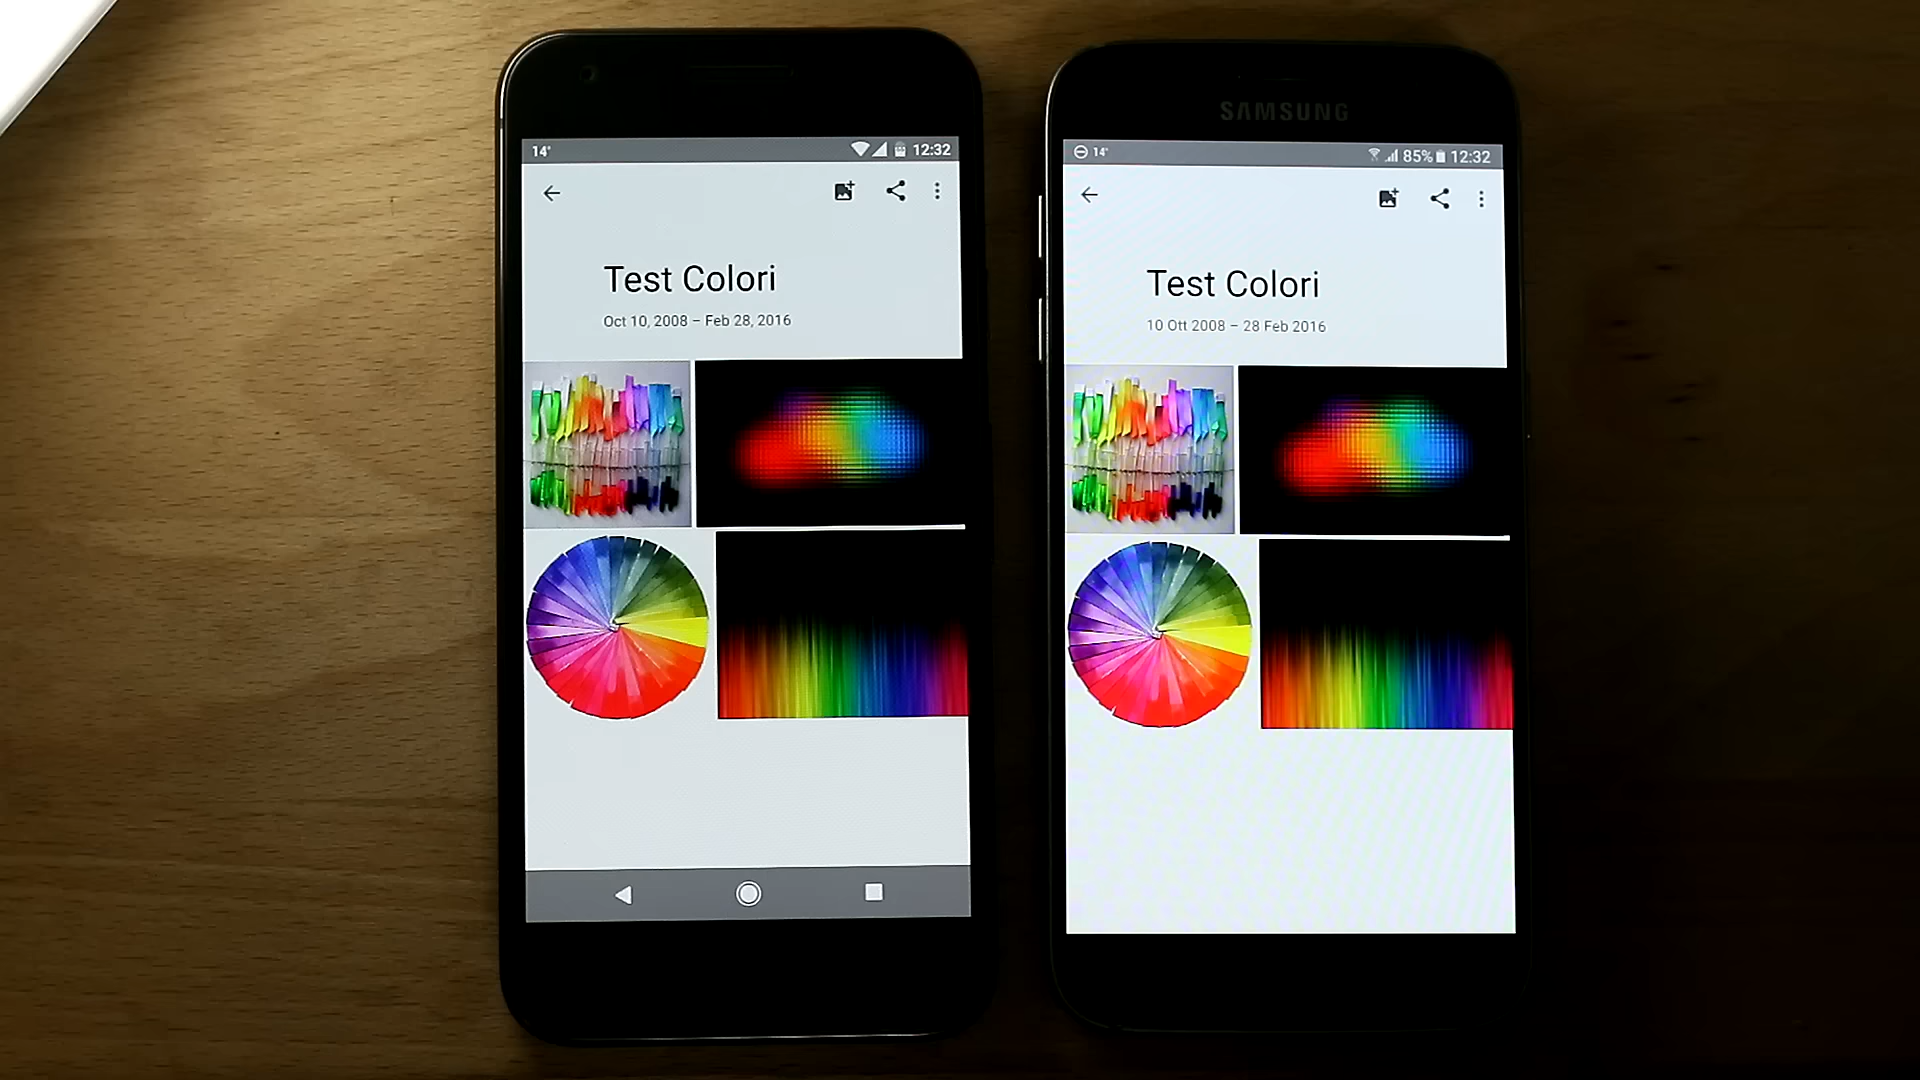 14°
12:32
Test Colori
Oct 10, 2008 – Feb 28, 2016
SAMSUNG
14°
85%
12:32
Test Colori
10 Ott 2008 – 28 Feb 2016